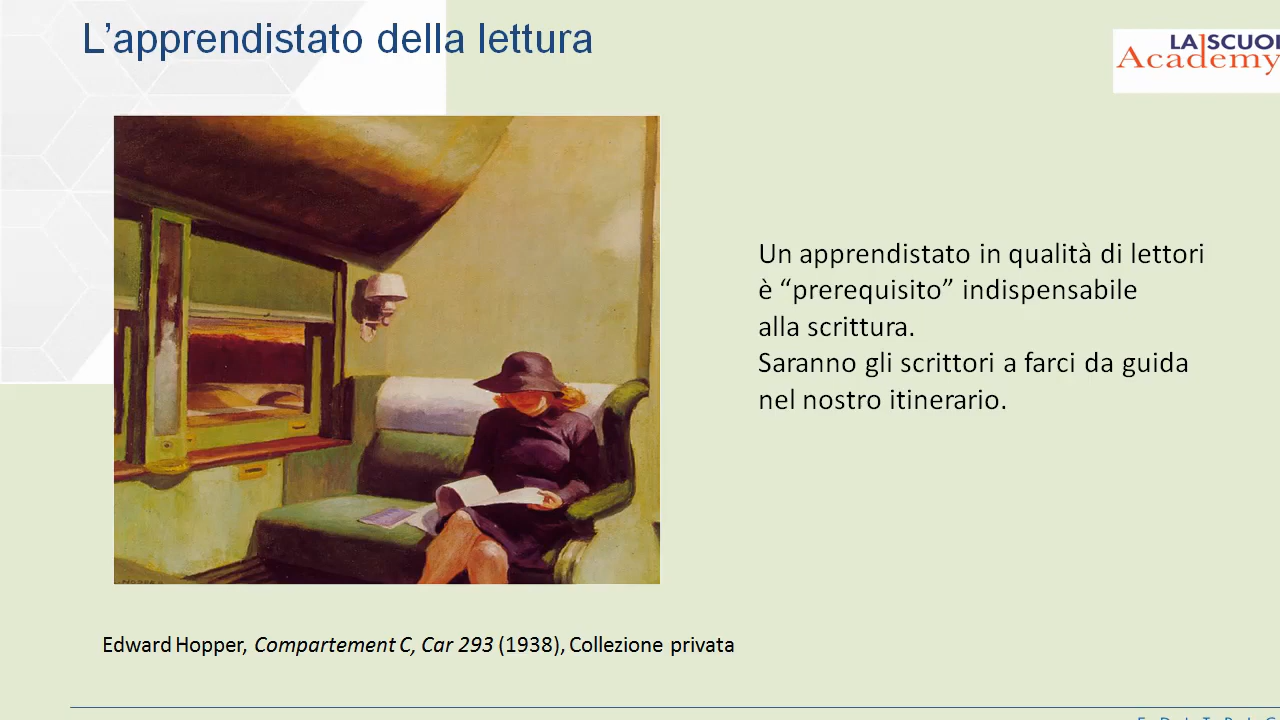 L’apprendistato della lettura
LA SCUOL
Academy
Un apprendistato in qualità di lettori
è “prerequisito” indispensabile
alla scrittura.
Saranno gli scrittori a farci da guida
nel nostro itinerario.
Edward Hopper, Compartement C, Car 293 (1938), Collezione privata